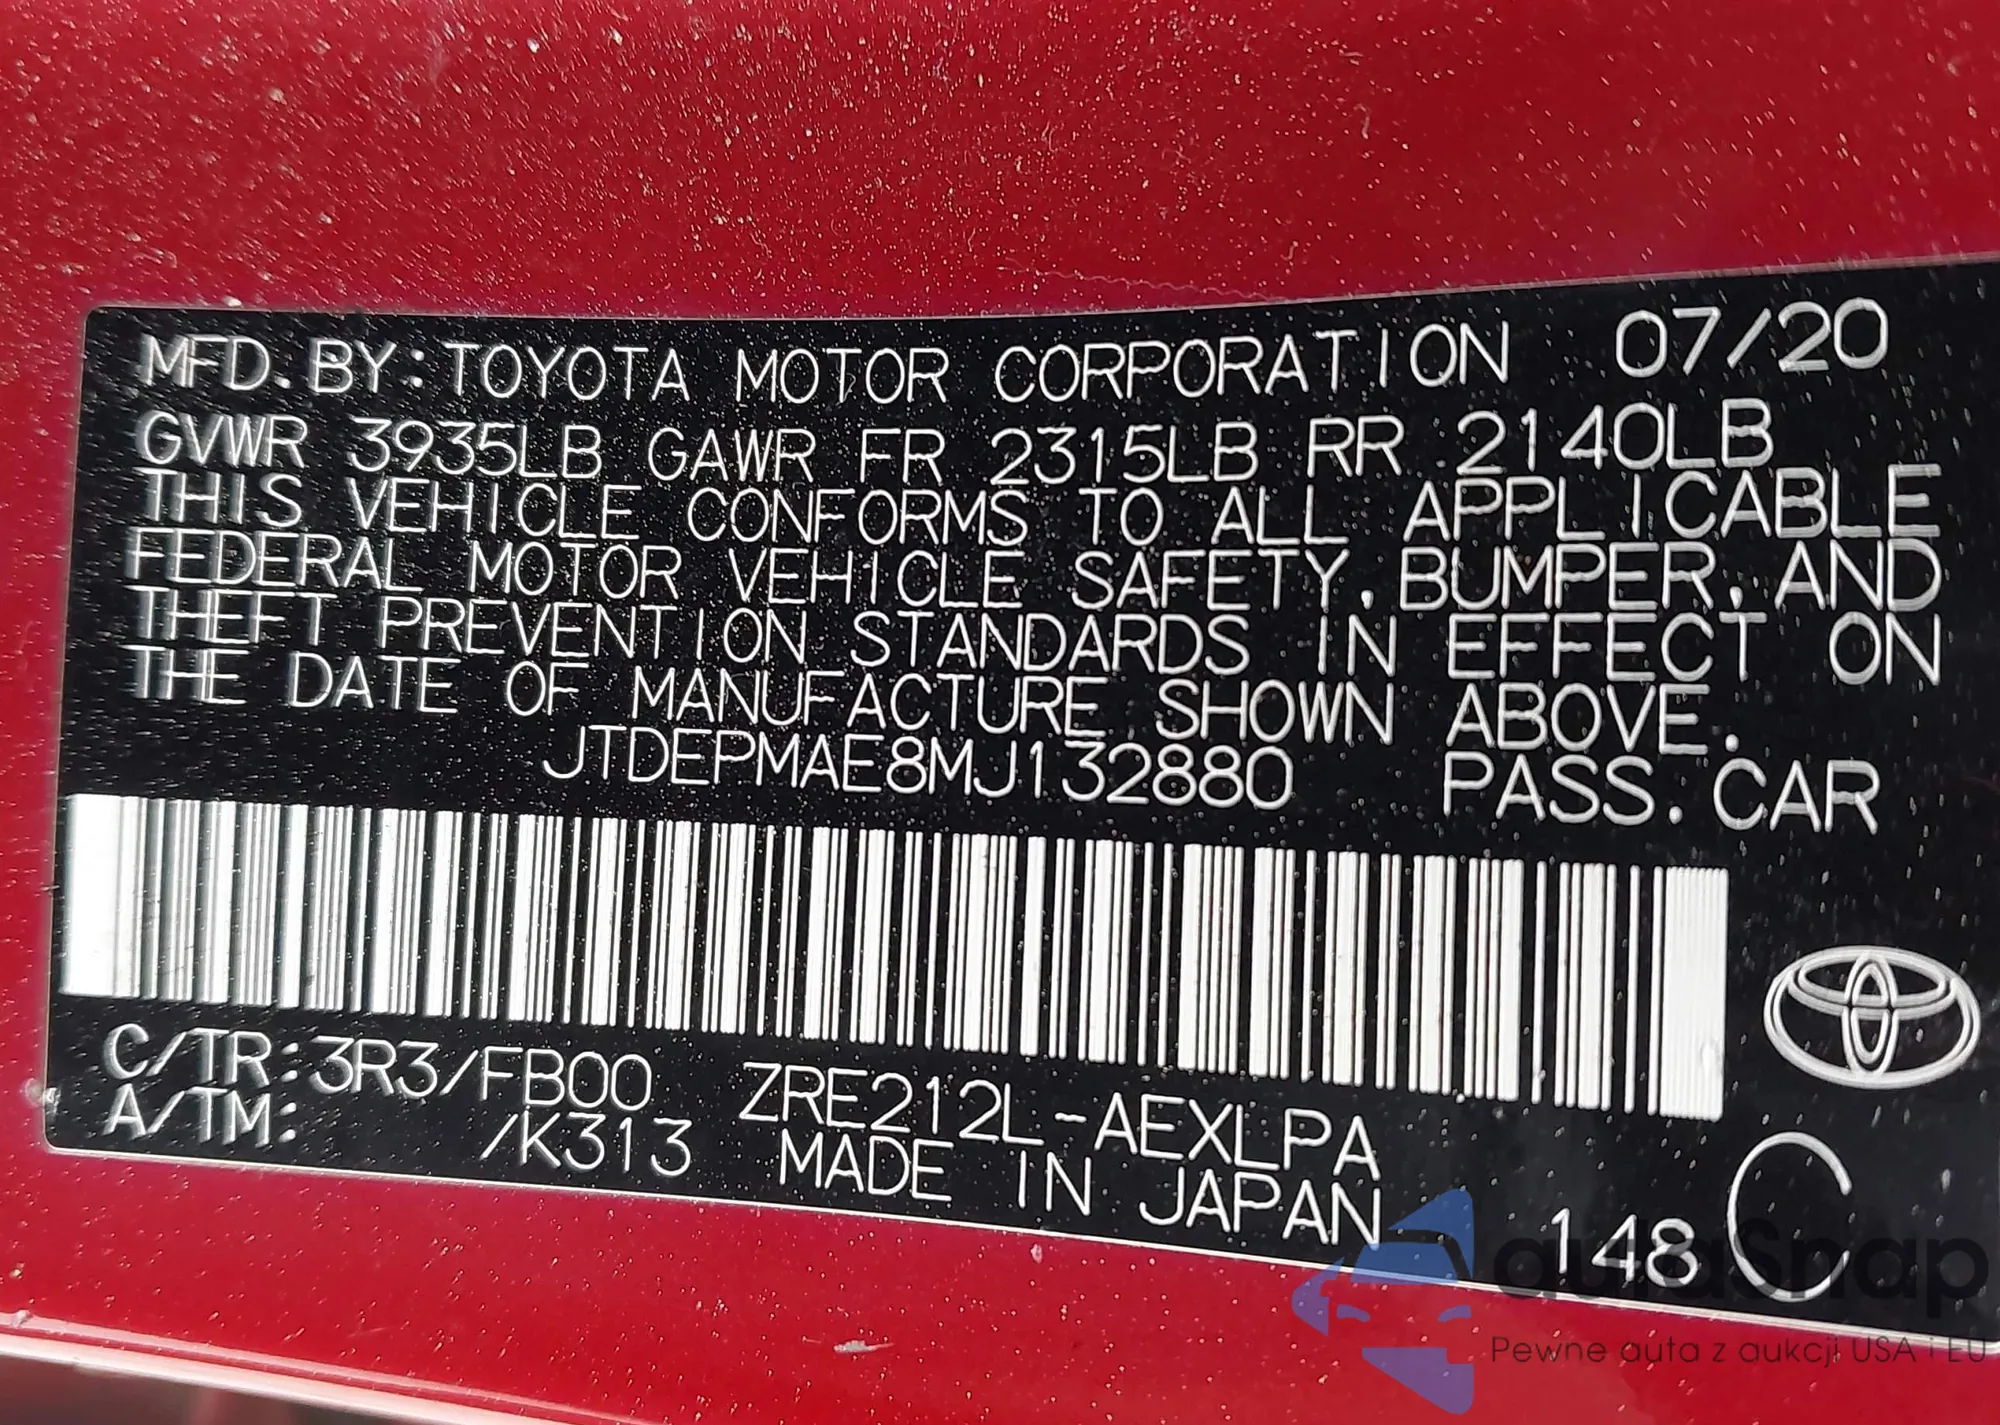 MFD. BY: TOYOTA MOTOR CORPORATION 07/20
GVWR 3935LB GAWR FR 2315LB RR 2140LB
THIS VEHICLE CONFORMS TO ALL APPLICABLE
FEDERAL MOTOR VEHICLE SAFETY, BUMPER, AND
THEFT PREVENTION STANDARDS IN EFFECT ON
THE DATE OF MANUFACTURE SHOWN ABOVE.
JTDEPMAE8MJ132880 PASS. CAR
C/TR: 3R3/FB00 ZRE212L-AEXLPA
A/TM: /K313 MADE IN JAPAN
148 C
autaSnap
Pewne auta z aukcji USA i EU